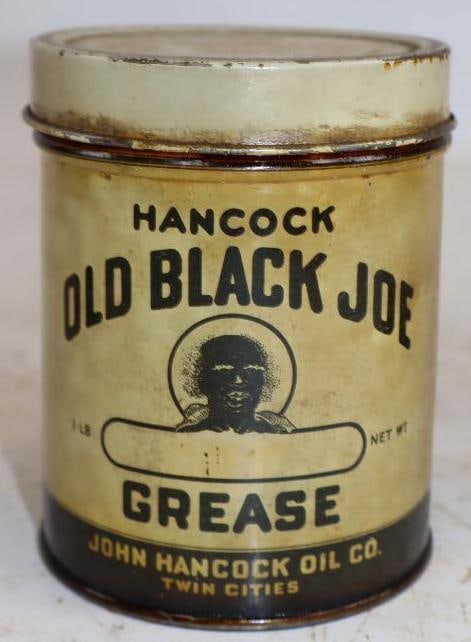 HANCOCK
OLD BLACK JOE
1 LB NET WT
GREASE
JOHN HANCOCK OIL CO.
TWIN CITIES